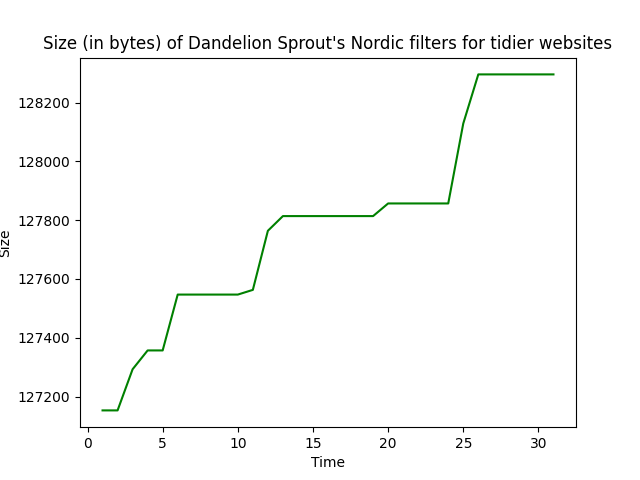 Size (in bytes) of Dandelion Sprout's Nordic filters for tidier websites
128200
128000
127800
127600
127400
127200
Size
0 5 10 15 20 25 30
Time